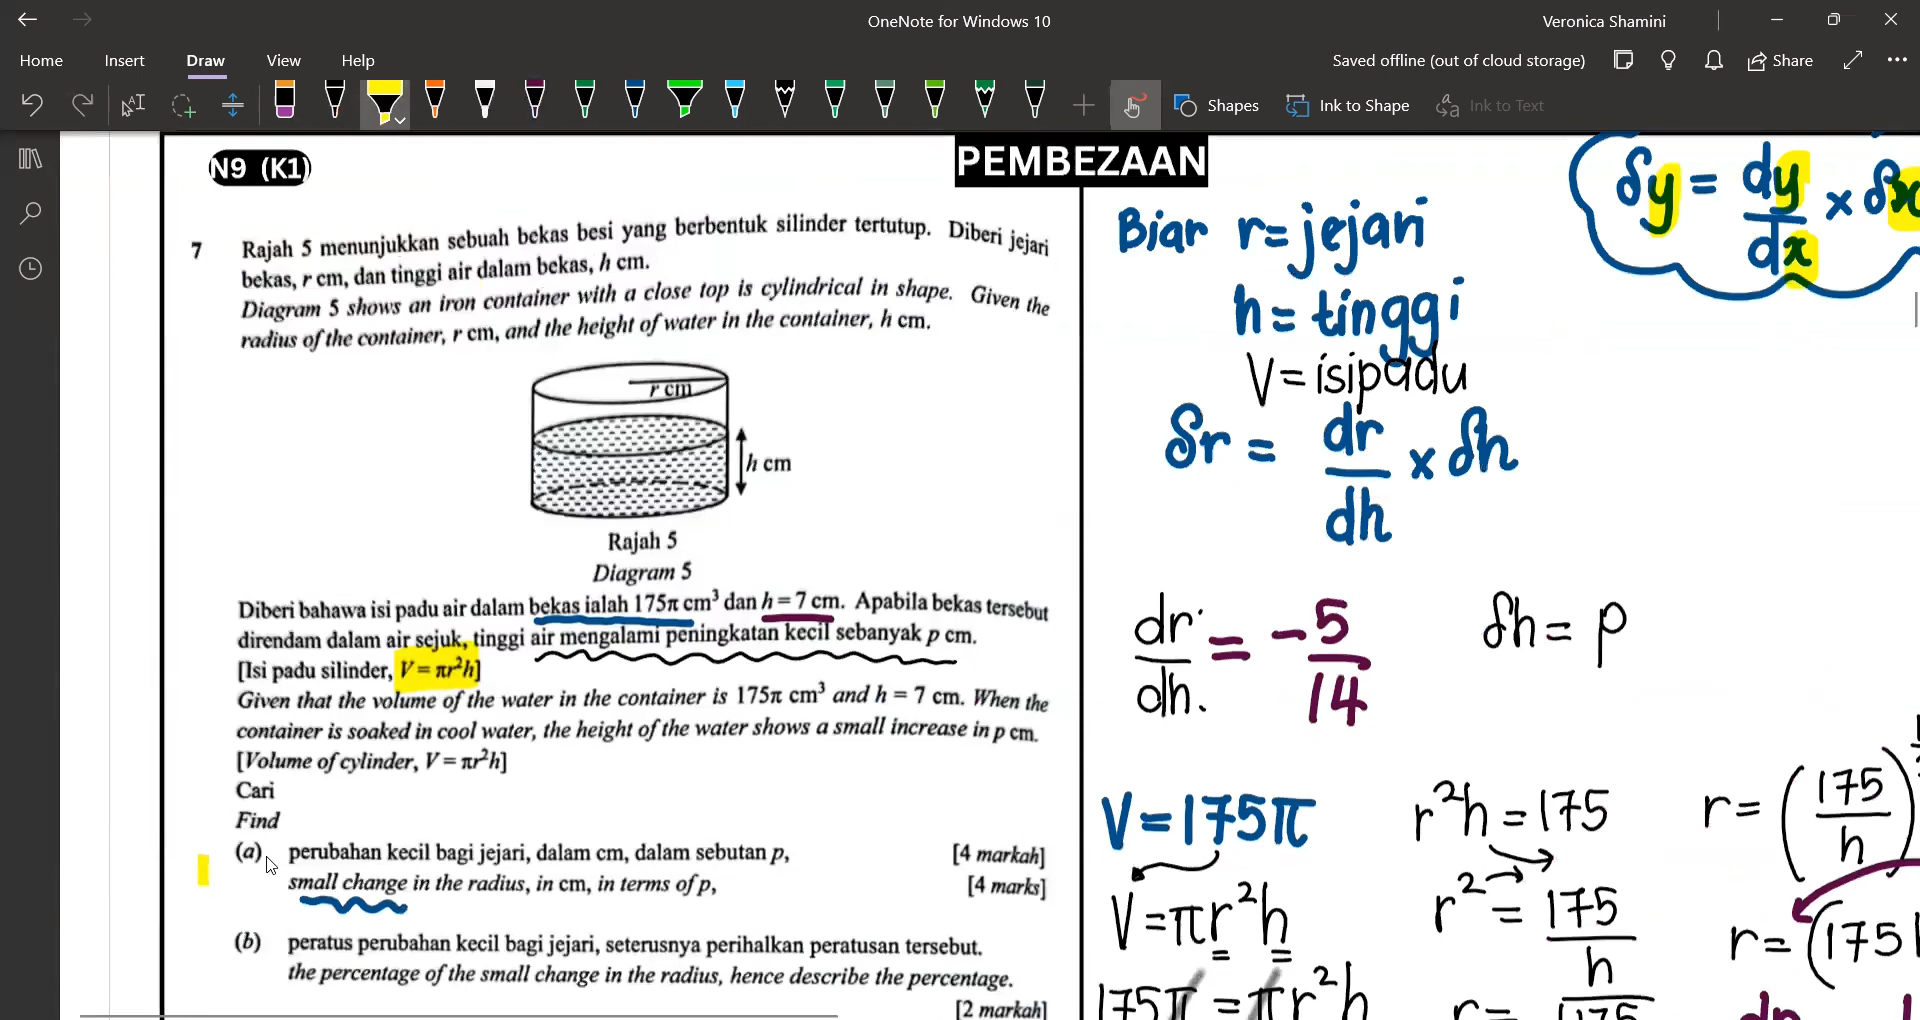 OneNote for Windows 10
Veronica Shamini
Home Insert Draw View Help
Saved offline (out of cloud storage)
Share
Shapes
Ink to Shape
Ink to Text
N9 (K1)
PEMBEZAAN
7 Rajah 5 menunjukkan sebuah bekas besi yang berbentuk silinder tertutup. Diberi jejari
bekas, r cm, dan tinggi air dalam bekas, h cm.
Diagram 5 shows an iron container with a close top is cylindrical in shape. Given the
radius of the container, r cm, and the height of water in the container, h cm.
r cm
h cm
Rajah 5
Diagram 5
Diberi bahawa isi padu air dalam bekas ialah 175π cm³ dan h = 7 cm. Apabila bekas tersebut
direndam dalam air sejuk, tinggi air mengalami peningkatan kecil sebanyak p cm.
[Isi padu silinder, V = πr²h]
Given that the volume of the water in the container is 175π cm³ and h = 7 cm. When the
container is soaked in cool water, the height of the water shows a small increase in p cm.
[Volume of cylinder, V = πr²h]
Cari
Find
(a) perubahan kecil bagi jejari, dalam cm, dalam sebutan p, [4 markah]
small change in the radius, in cm, in terms of p, [4 marks]
(b) peratus perubahan kecil bagi jejari, seterusnya perihalkan peratusan tersebut.
the percentage of the small change in the radius, hence describe the percentage.
[2 markah]
δy = dy/dx × δx
Biar r = jejari
h = tinggi
V = isipadu
δr = dr/dh × δh
dr/dh = -5/14
δh = p
V = 175π
V = πr²h
175π = πr²h
r²h = 175
r² = 175/h
r = (175/h)
r = (175